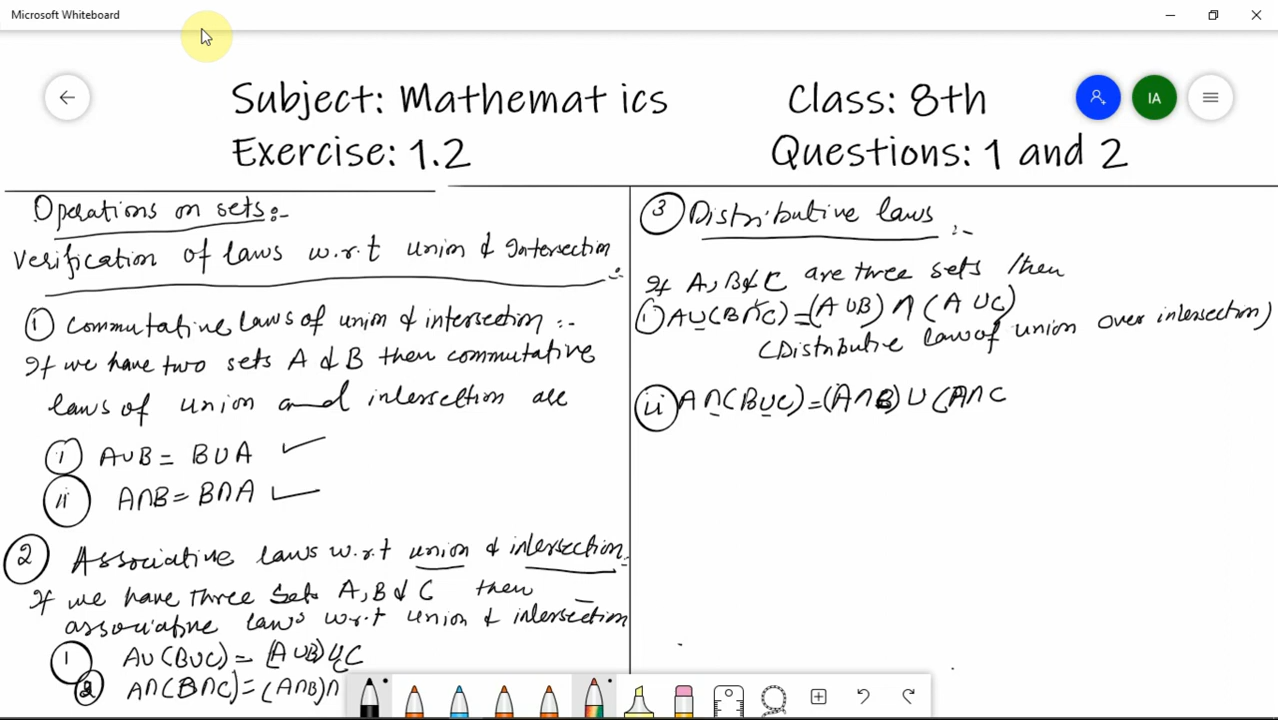 Microsoft Whiteboard
Subject: Mathemat ics
Class: 8th
Exercise: 1.2
Questions: 1 and 2
IA
Operations on sets:-
Verification of laws w.r.t union & Intersection :-
① Commutative laws of union & intersection :-
If we have two sets A & B then commutative
laws of union and intersection are
i A∪B = B∪A ✓
ii A∩B = B∩A ✓
② Associative laws w.r.t union & intersection:
If we have three sets A, B & C then
associative laws w.r.t union & intersection
① A∪(B∪C) = (A∪B)∪C
② A∩(B∩C) = (A∩B)∩
③ Distributive laws :-
If A, B & C are three sets then
i A∪(B∩C) = (A∪B) ∩ (A∪C)
(Distributive law of union over intersection)
ii A∩(B∪C) = (A∩B) ∪ (A∩C